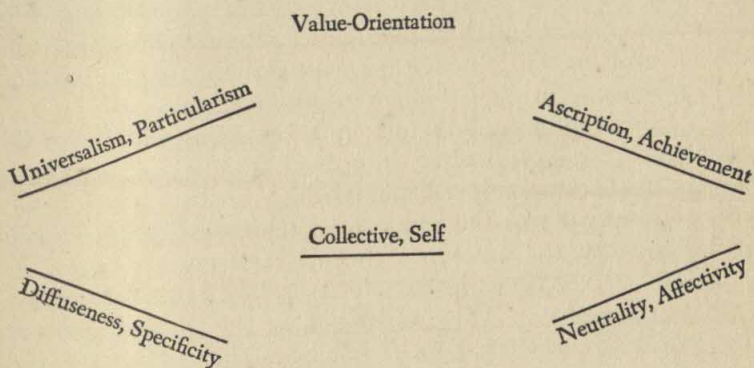 Value-Orientation
Universalism, Particularism
Ascription, Achievement
Collective, Self
Diffuseness, Specificity
Neutrality, Affectivity